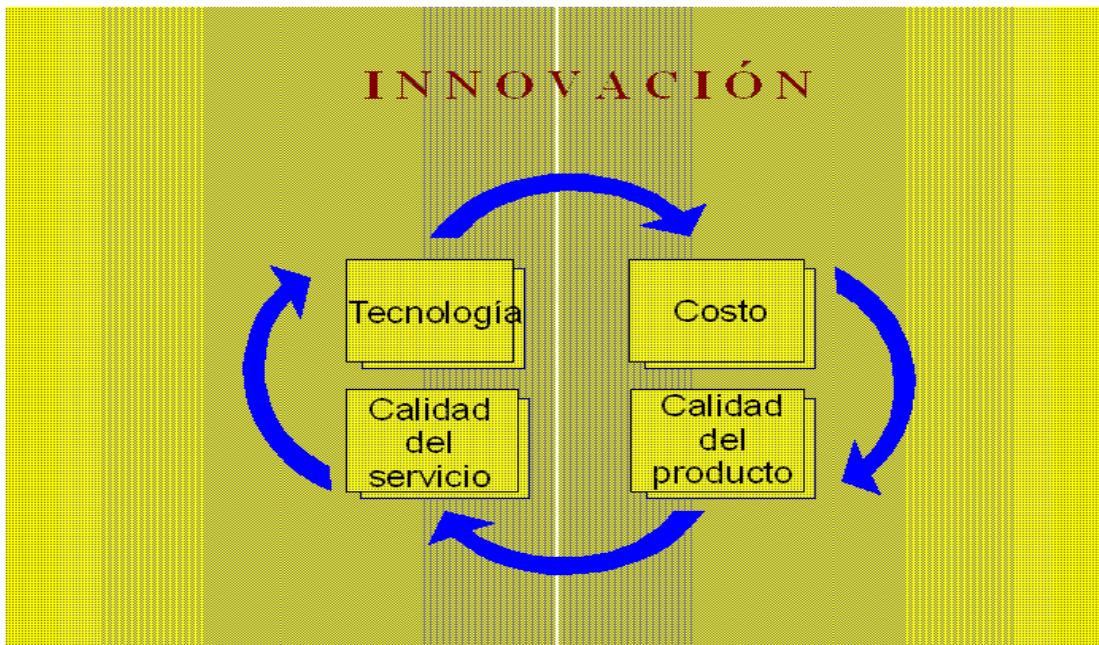 INNOVACIÓN
Tecnología
Costo
Calidad
del
servicio
Calidad
del
producto